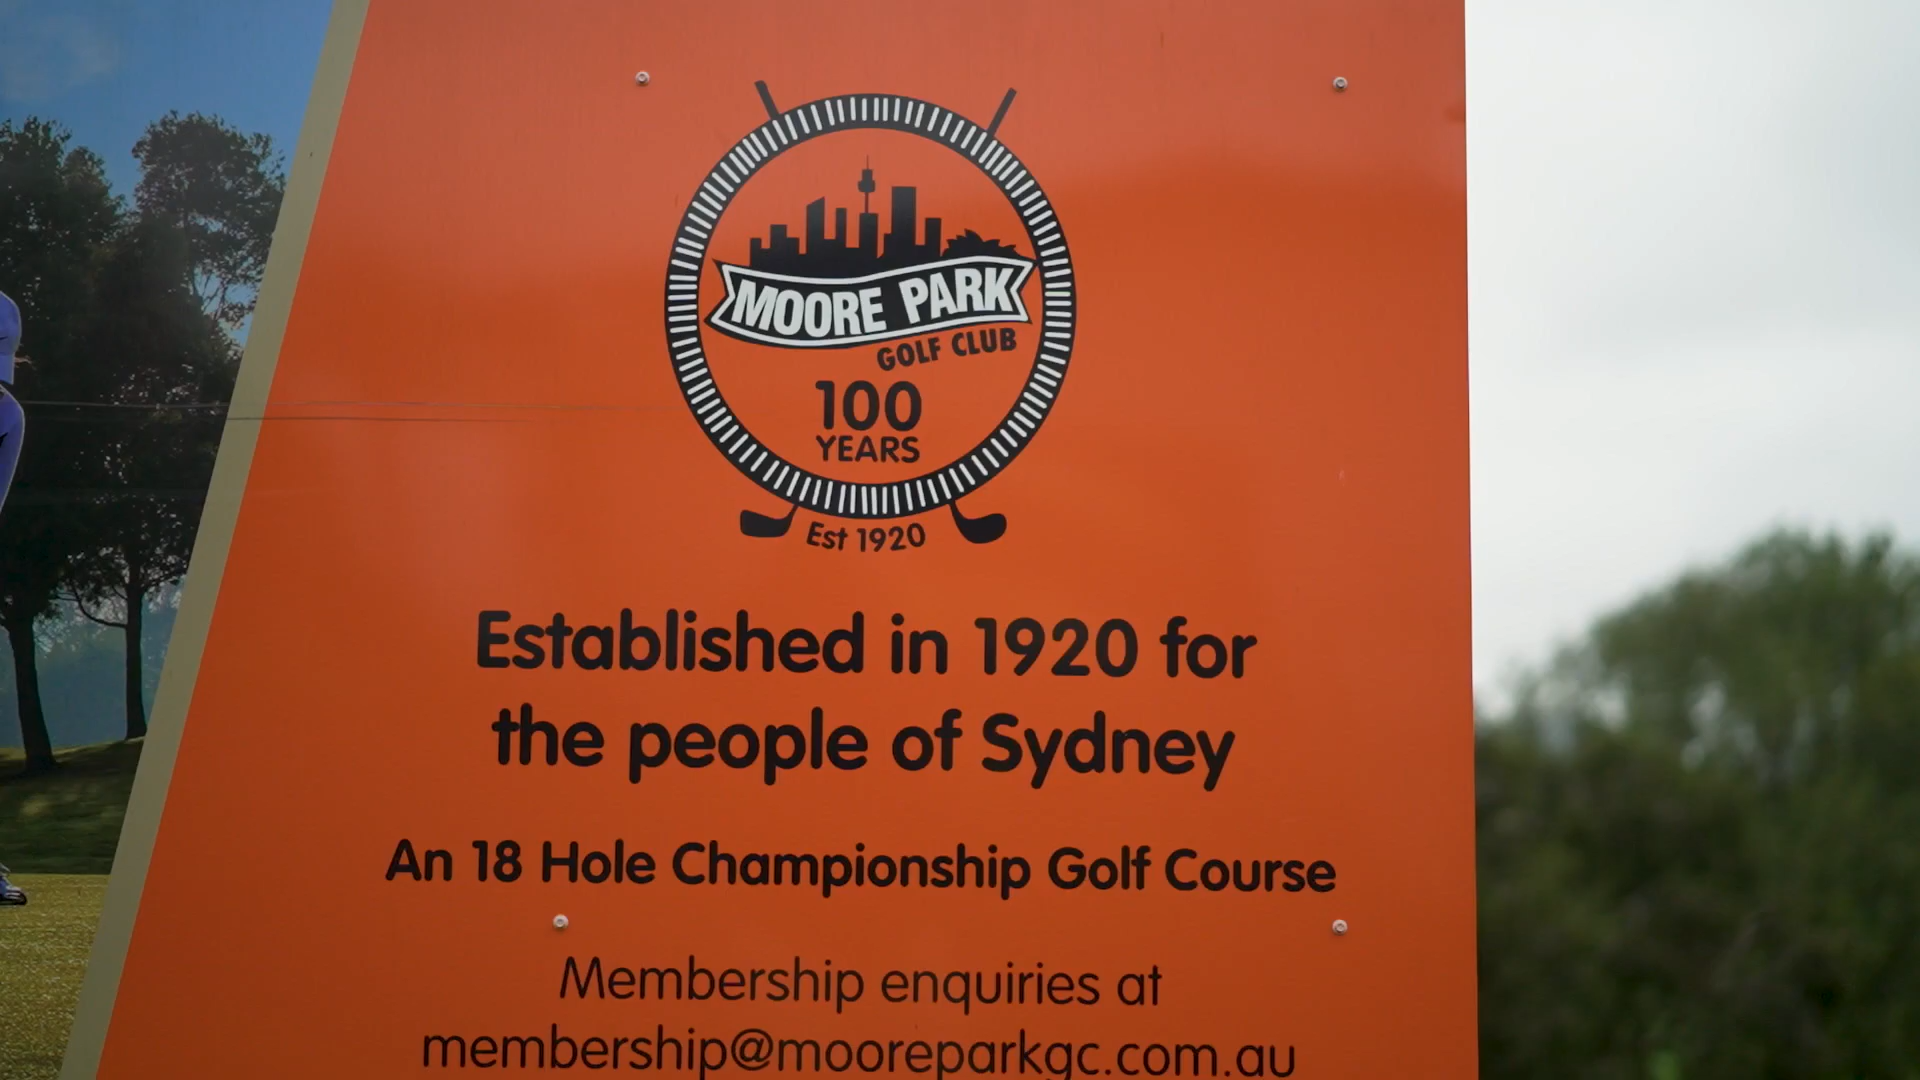 MOORE PARK
GOLF CLUB
100
YEARS
Est 1920
Established in 1920 for
the people of Sydney
An 18 Hole Championship Golf Course
Membership enquiries at
membership@mooreparkgc.com.au